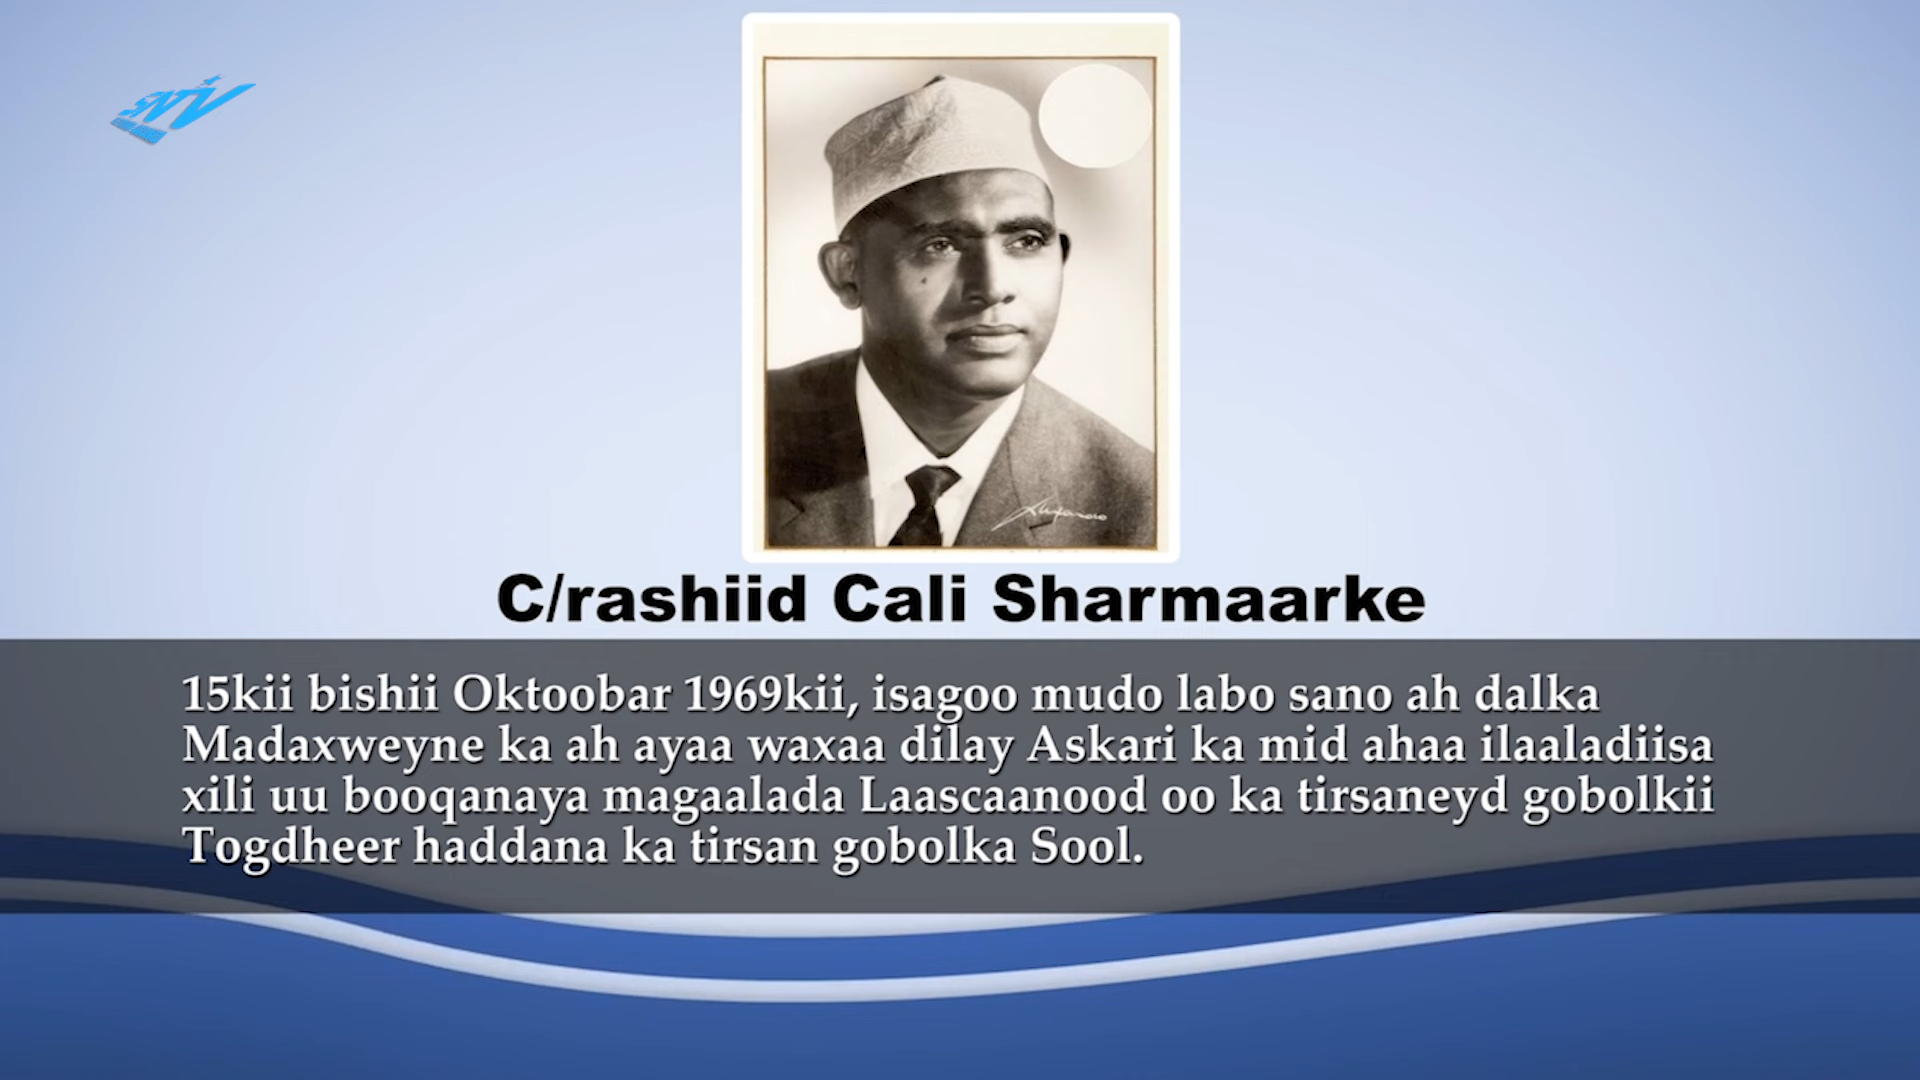 SNTV
C/rashiid Cali Sharmaarke
15kii bishii Oktoobar 1969kii, isagoo mudo labo sano ah dalka
Madaxweyne ka ah ayaa waxaa dilay Askari ka mid ahaa ilaaladiisa
xili uu booqanaya magaalada Laascaanood oo ka tirsaneyd gobolkii
Togdheer haddana ka tirsan gobolka Sool.